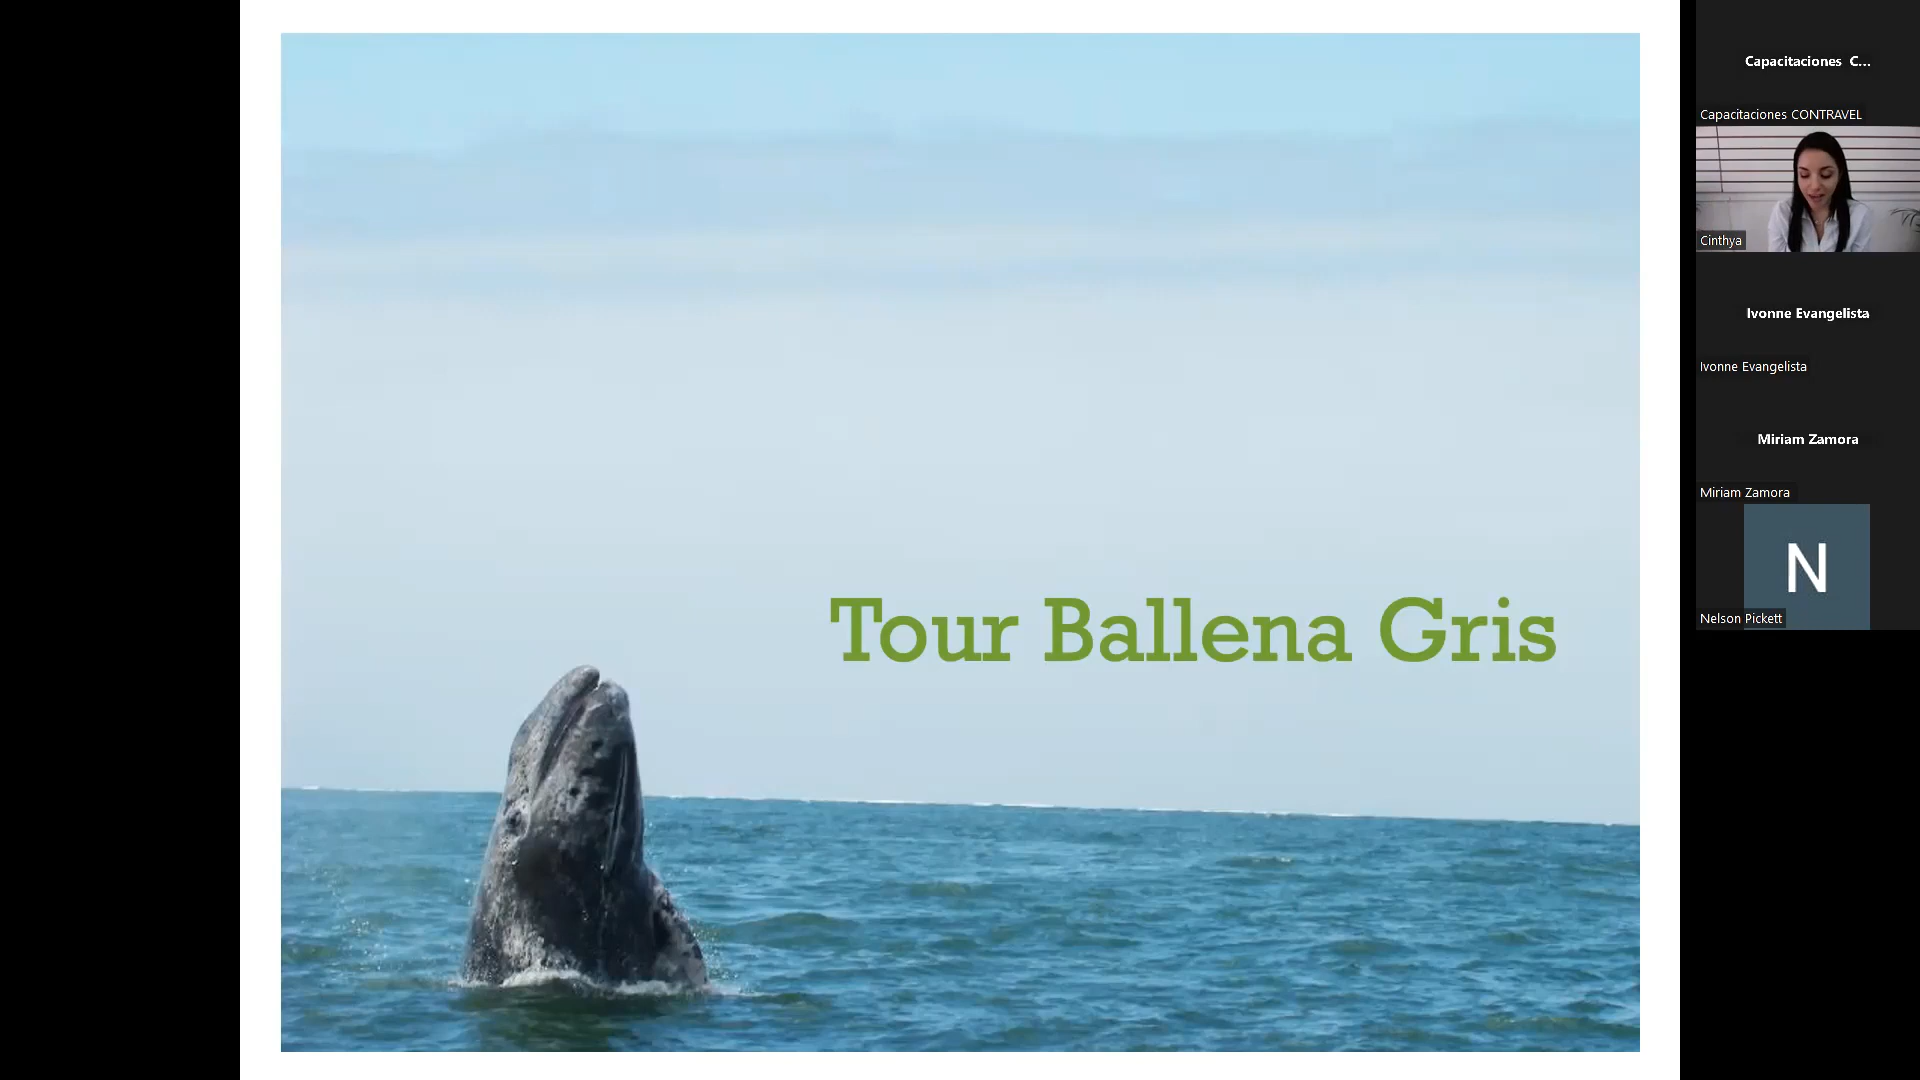 Tour Ballena Gris
Capacitaciones C...
Capacitaciones CONTRAVEL
Cinthya
Ivonne Evangelista
Ivonne Evangelista
Miriam Zamora
Miriam Zamora
N
Nelson Pickett